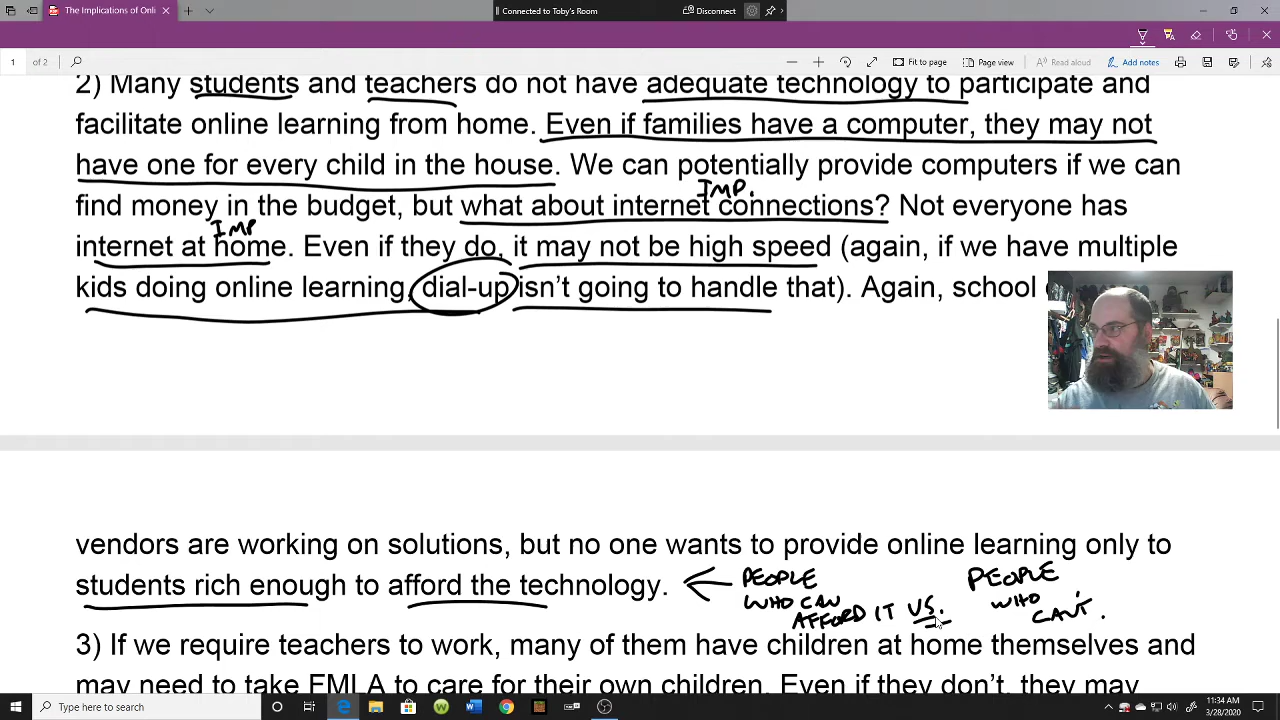 The Implications of Onli
Connected to Toby's Room
Disconnect
1 of 2
Fit to page
Page view
Read aloud
Add notes
2) Many students and teachers do not have adequate technology to participate and
facilitate online learning from home. Even if families have a computer, they may not
have one for every child in the house. We can potentially provide computers if we can
IMP.
find money in the budget, but what about internet connections? Not everyone has
IMP
internet at home. Even if they do, it may not be high speed (again, if we have multiple
kids doing online learning, dial-up isn't going to handle that). Again, school
vendors are working on solutions, but no one wants to provide online learning only to
students rich enough to afford the technology.
PEOPLE
WHO CAN
AFFORD IT VS.
PEOPLE
WHO
CAN'T.
3) If we require teachers to work, many of them have children at home themselves and
may need to take FMLA to care for their own children. Even if they don't, they may
Type here to search
11:34 AM
3/28/2020